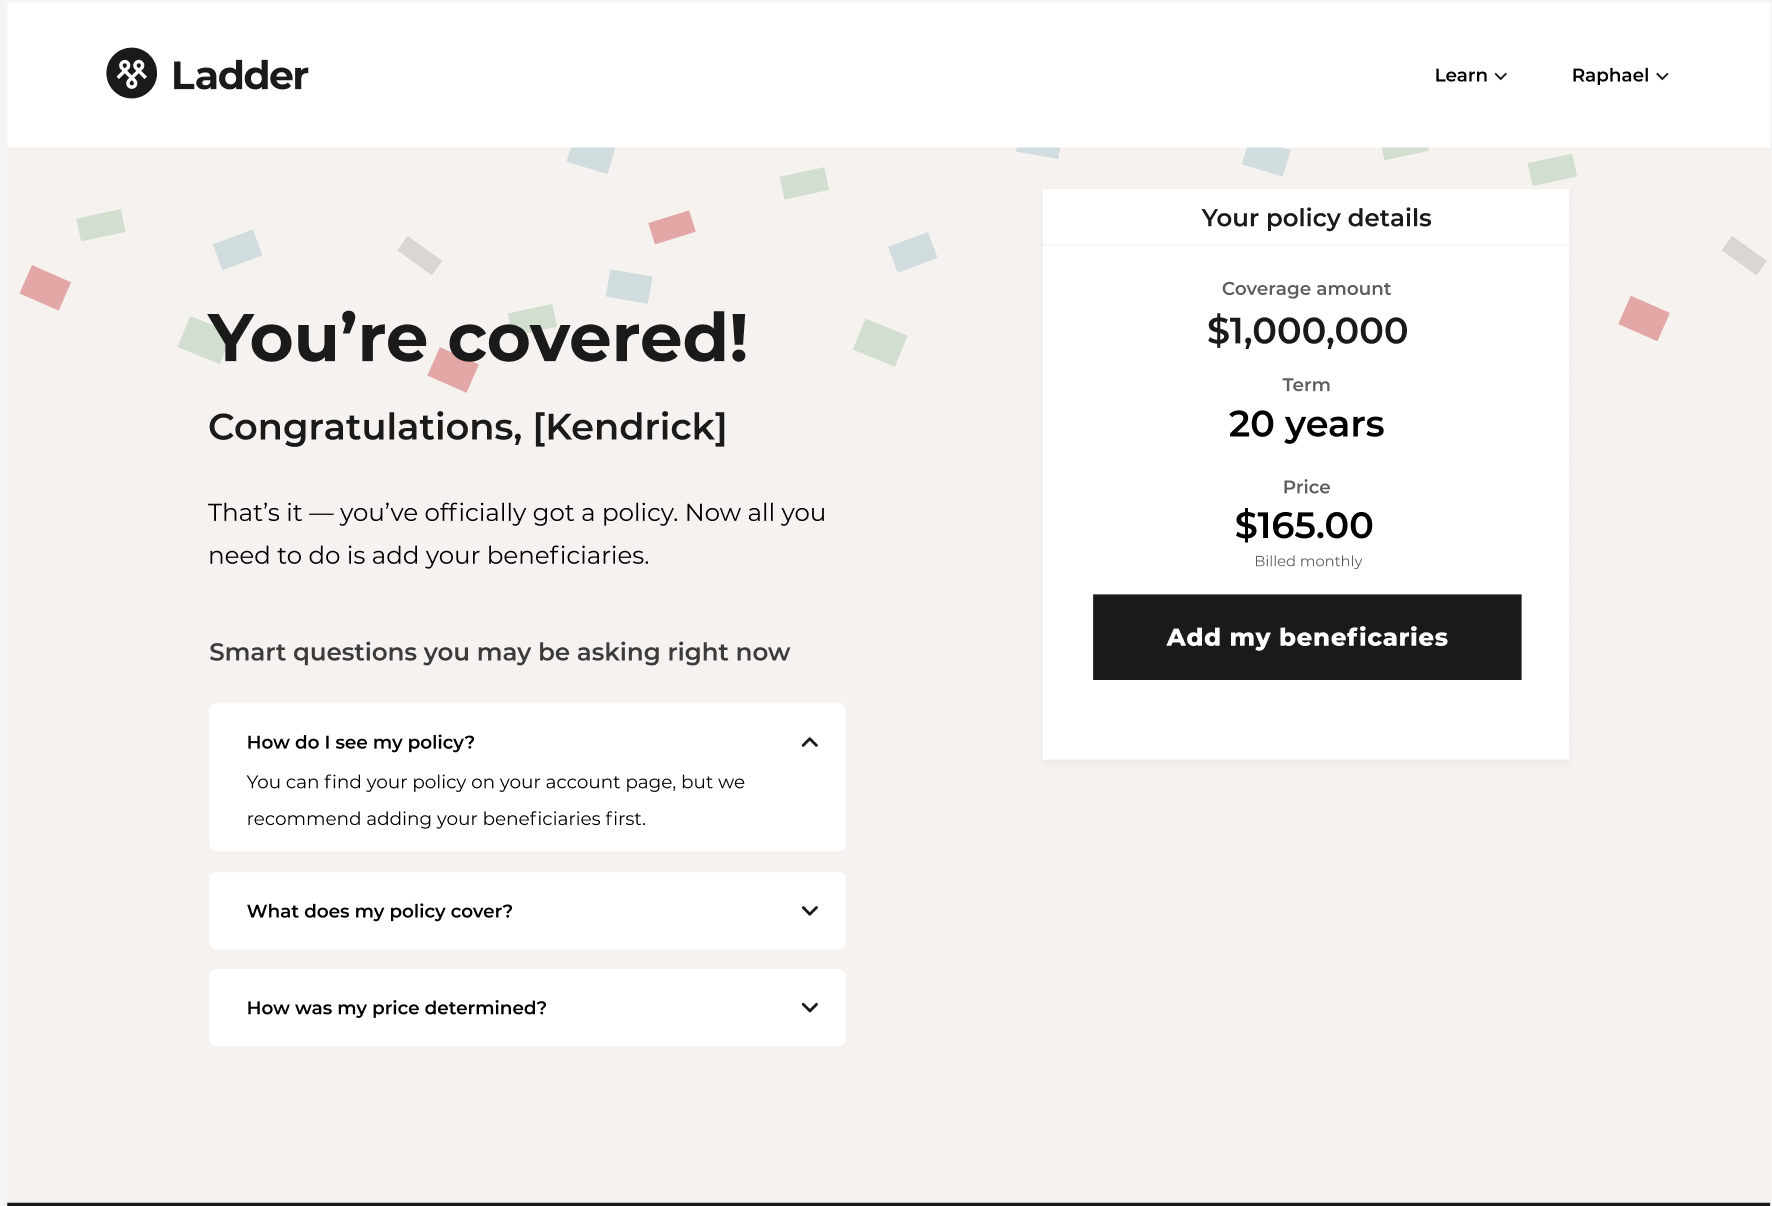 Ladder
Learn
Raphael
You’re covered!
Congratulations, [Kendrick]
That’s it — you’ve officially got a policy. Now all you
need to do is add your beneficiaries.
Smart questions you may be asking right now
How do I see my policy?
You can find your policy on your account page, but we
recommend adding your beneficiaries first.
What does my policy cover?
How was my price determined?
Your policy details
Coverage amount
$1,000,000
Term
20 years
Price
$165.00
Billed monthly
Add my beneficaries